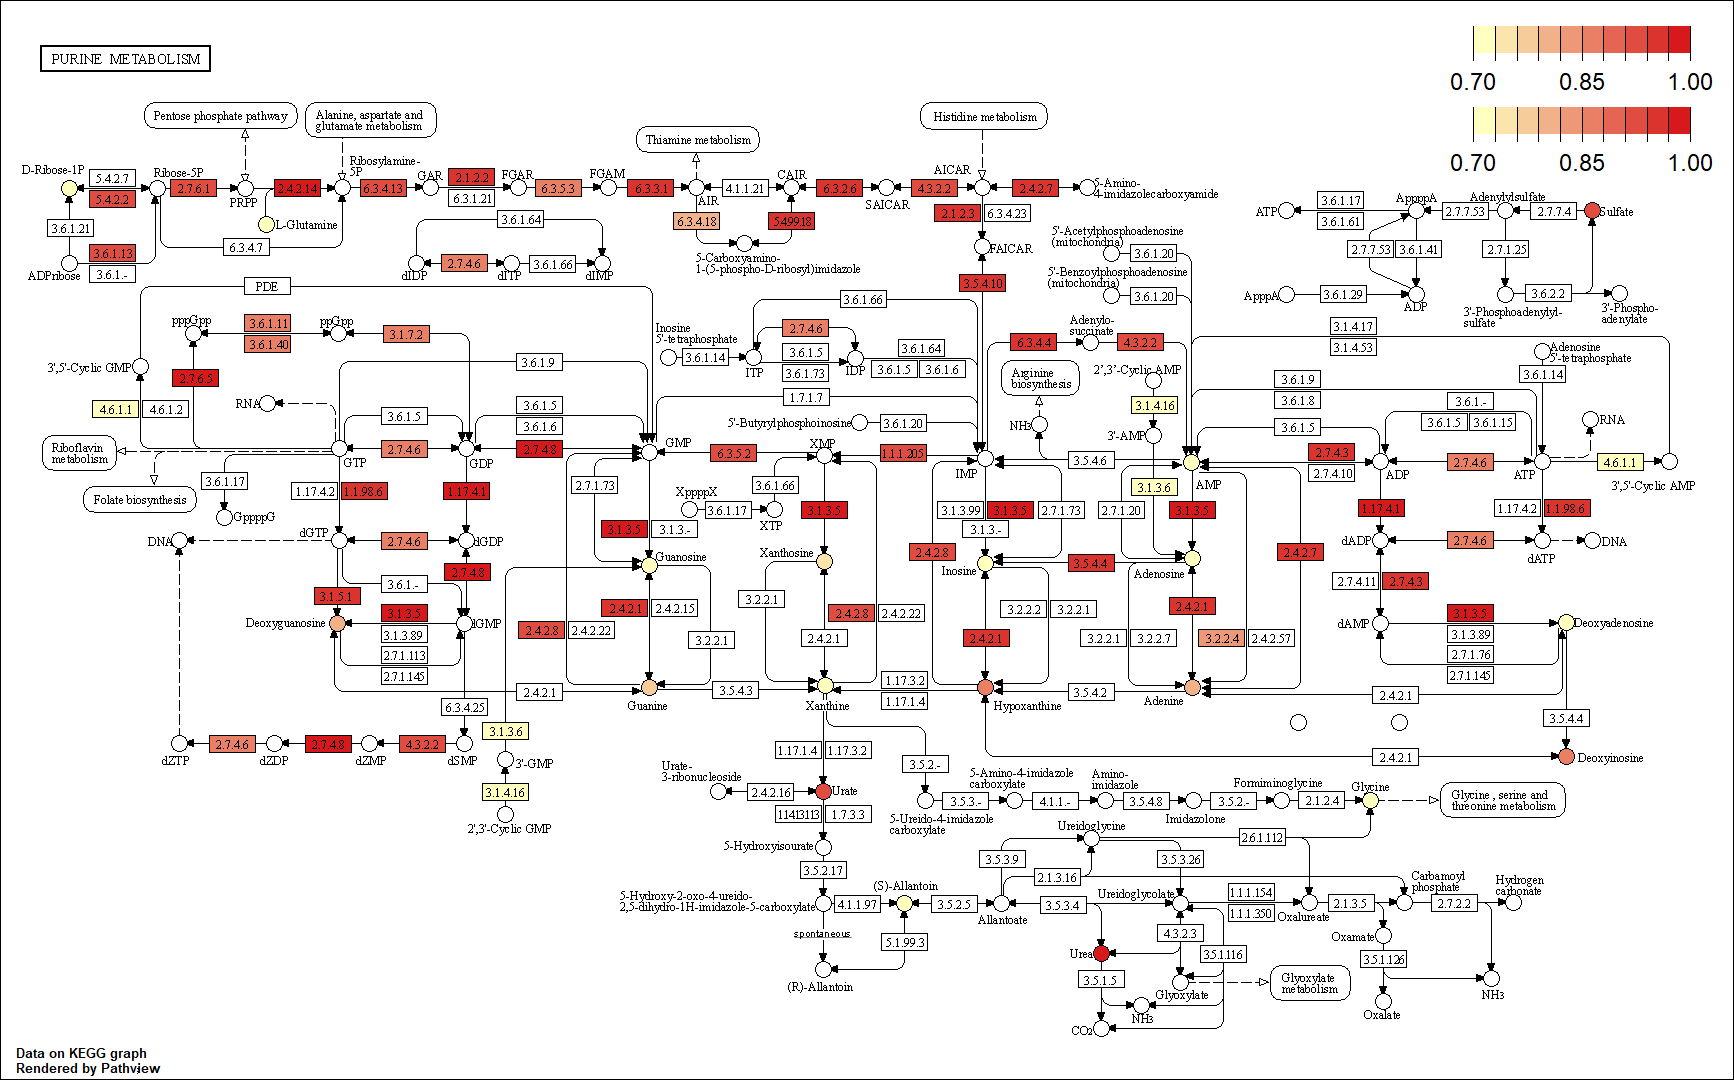 PURINE METABOLISM
0.70 0.85 1.00
0.70 0.85 1.00
Pentose phosphate pathway
Alanine, aspartate and
glutamate metabolism
Thiamine metabolism
Histidine metabolism
D-Ribose-1P
5.4.2.7
5.4.2.2
Ribose-5P
2.7.6.1
PRPP
2.4.2.14
Ribosylamine-
5P
6.3.4.13
GAR
2.1.2.2
6.3.1.21
FGAR
6.3.5.3
FGAM
6.3.3.1
AIR
4.1.1.21
CAIR
6.3.2.6
SAICAR
4.3.2.2
AICAR
2.4.2.7
5-Amino-
4-imidazolecarboxyamide
L-Glutamine
3.6.1.21
6.3.4.7
3.6.1.13
3.6.1.-
ADPribose
6.3.1.64
dIDP
2.7.4.6
dITP
3.6.1.66
dIMP
6.3.4.18
5.499.18
5-Carboxyamino-
1-(5-phospho-D-ribosyl)imidazole
2.1.2.3
6.3.4.23
FAICAR
3.5.4.10
5'-Acetylphosphoadenosine
(mitochondria)
3.6.1.20
5'-Benzoylphosphoadenosine
(mitochondria)
3.6.1.20
ATP
3.6.1.17
3.6.1.61
AppppA
2.7.7.53
Adenylylsulfate
2.7.7.4
Sulfate
2.7.7.53
3.6.1.41
2.7.1.25
ApppA
3.6.1.29
ADP
3.6.2.2
3'-Phosphoadenylyl-
sulfate
3'-Phospho-
adenylate
PDE
pppGpp
3.6.1.11
3.6.1.40
ppGpp
3.1.7.2
3',5'-Cyclic GMP
2.7.6.5
4.6.1.1
4.6.1.2
RNA
3.6.1.9
3.6.1.5
3.6.1.5
3.6.1.6
Inosine
5'-tetraphosphate
3.6.1.14
ITP
3.6.1.66
2.7.4.6
3.6.1.5
3.6.1.73
IDP
3.6.1.64
3.6.1.5
3.6.1.6
1.7.1.7
6.3.4.4
Adenylo-
succinate
4.3.2.2
Arginine
biosynthesis
2',3'-Cyclic AMP
3.1.4.16
3'-AMP
NH3
3.1.4.17
3.1.4.53
Adenosine
5'-tetraphosphate
3.6.1.14
3.6.1.9
3.6.1.8
3.6.1.5
3.6.1.-
3.6.1.5
3.6.1.15
RNA
5'-Butyrylphosphoinosine
3.6.1.20
Riboflavin
metabolism
Folate biosynthesis
GTP
2.7.4.6
GDP
2.7.4.8
GMP
6.3.5.2
XMP
1.1.1.205
IMP
3.5.4.6
AMP
2.7.4.3
2.7.4.10
ADP
2.7.4.6
ATP
4.6.1.1
3',5'-Cyclic AMP
3.6.1.17
GppppG
1.17.4.2
1.1.98.6
1.17.4.1
2.7.1.73
3.1.3.5
3.1.3.-
XppppX
3.6.1.17
XTP
3.6.1.66
3.1.3.5
3.1.3.99
3.1.3.5
2.7.1.73
3.1.3.-
3.1.3.6
2.7.1.20
3.1.3.5
1.17.4.1
1.17.4.2
1.1.98.6
DNA
dGTP
2.7.4.6
dGDP
Guanosine
Xanthosine
2.4.2.8
Inosine
3.5.4.4
Adenosine
2.4.2.7
dADP
2.7.4.6
dATP
DNA
2.7.4.8
3.6.1.-
3.1.5.1
3.1.3.5
3.1.3.89
2.7.1.113
2.7.1.145
Deoxyguanosine
dGMP
2.4.2.8
2.4.2.22
2.4.2.1
2.4.2.15
3.2.2.1
3.2.2.1
2.4.2.8
2.4.2.22
2.4.2.1
2.4.2.1
3.2.2.2
3.2.2.1
2.4.2.1
3.2.2.1
3.2.2.7
3.2.2.4
2.4.2.57
2.7.4.11
2.7.4.3
dAMP
3.1.3.5
3.1.3.89
2.7.1.76
2.7.1.145
Deoxyadenosine
2.4.2.1
Guanine
3.5.4.3
Xanthine
1.17.3.2
1.17.1.4
Hypoxanthine
3.5.4.2
Adenine
2.4.2.1
3.5.4.4
2.4.2.1
Deoxyinosine
6.3.4.25
dZTP
2.7.4.6
dZDP
2.7.4.8
dZMP
4.3.2.2
dSMP
3.1.3.6
3'-GMP
3.1.4.16
2',3'-Cyclic GMP
1.17.1.4
1.17.3.2
Urate-
3-ribonucleoside
2.4.2.16
Urate
11413113
1.7.3.3
5-Hydroxyisourate
3.5.2.17
3.5.2.-
5-Ureido-4-imidazole
carboxylate
3.5.3.-
5-Amino-4-imidazole
carboxylate
4.1.1.-
Amino-
imidazole
3.5.4.8
Imidazolone
3.5.2.-
Formiminoglycine
2.1.2.4
Glycine
Glycine , serine and
threonine metabolism
5-Hydroxy-2-oxo-4-ureido-
2,5-dihydro-1H-imidazole-5-carboxylate
4.1.1.97
(S)-Allantoin
3.5.2.5
Allantoate
spontaneous
5.1.99.3
(R)-Allantoin
3.5.3.9
Ureidoglycine
2.6.1.112
2.1.3.16
3.5.3.26
3.5.3.4
Ureidoglycolate
1.1.1.154
1.1.1.350
Oxalureate
2.1.3.5
Carbamoyl
phosphate
2.7.2.2
Hydrogen
carbonate
Oxamate
3.5.1.126
Oxalate
NH3
Urea
3.5.1.5
4.3.2.3
3.5.1.116
Glyoxylate
Glyoxylate
metabolism
NH3
CO2
Data on KEGG graph
Rendered by Pathview